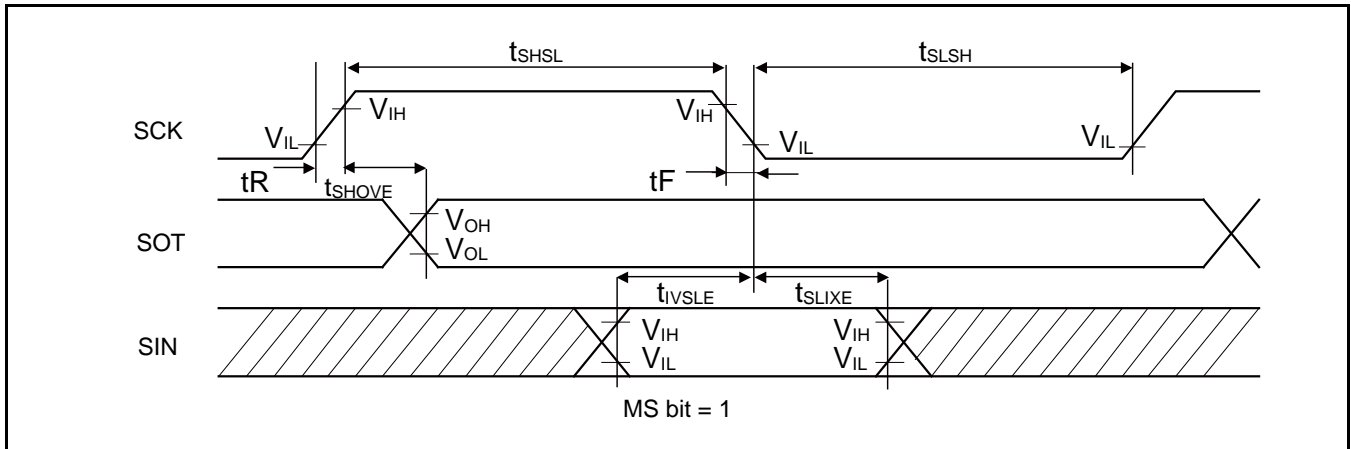 tSHSL
tSLSH
SCK
VIL
VIH
VIH
VIL
VIL
tR
tSHOVE
tF
SOT
VOH
VOL
tIVSLE
tSLIXE
SIN
VIH
VIL
VIH
VIL
MS bit = 1